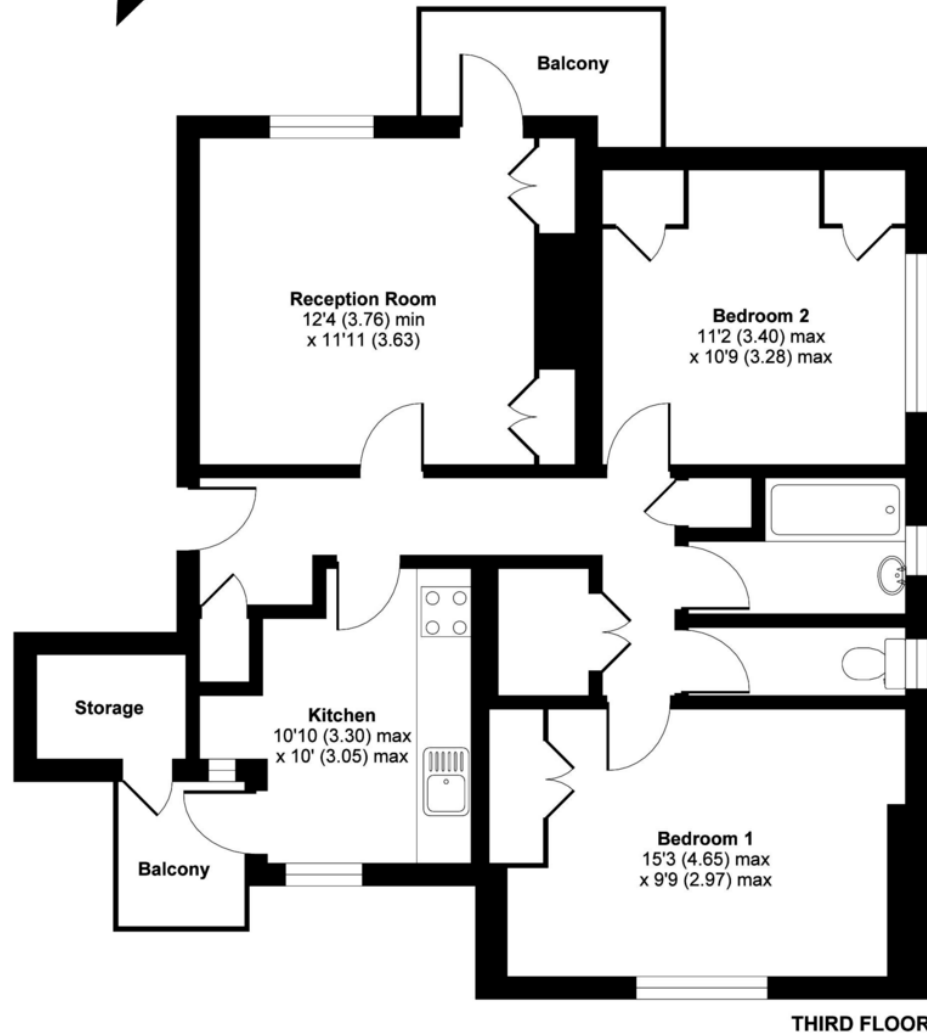 Balcony
Reception Room
12'4 (3.76) min
x 11'11 (3.63)
Bedroom 2
11'2 (3.40) max
x 10'9 (3.28) max
Storage
Kitchen
10'10 (3.30) max
x 10' (3.05) max
Balcony
Bedroom 1
15'3 (4.65) max
x 9'9 (2.97) max
THIRD FLOOR